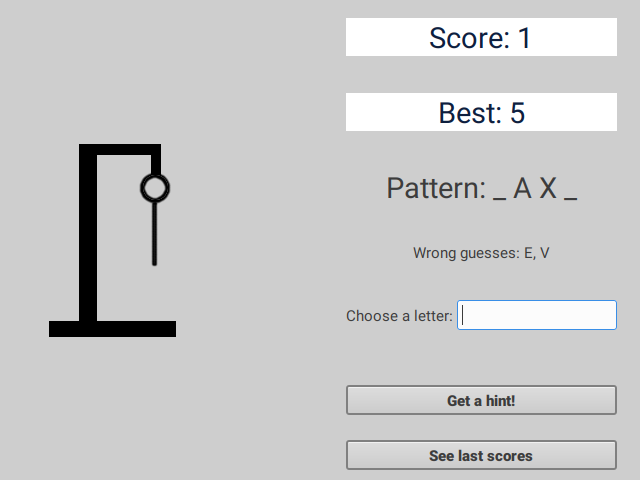 Score: 1
Best: 5
Pattern: _ A X _
Wrong guesses: E, V
Choose a letter:
Get a hint!
See last scores